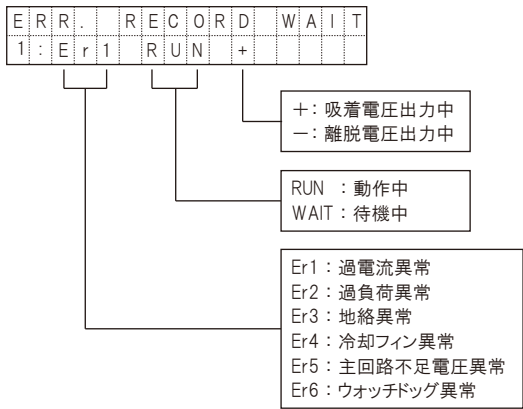 ERR. RECORD WAIT
1:Er1 RUN +
＋：吸着電圧出力中
－：離脱電圧出力中
RUN ：動作中
WAIT：待機中
Er1：過電流異常
Er2：過負荷異常
Er3：地絡異常
Er4：冷却フィン異常
Er5：主回路不足電圧異常
Er6：ウォッチドッグ異常